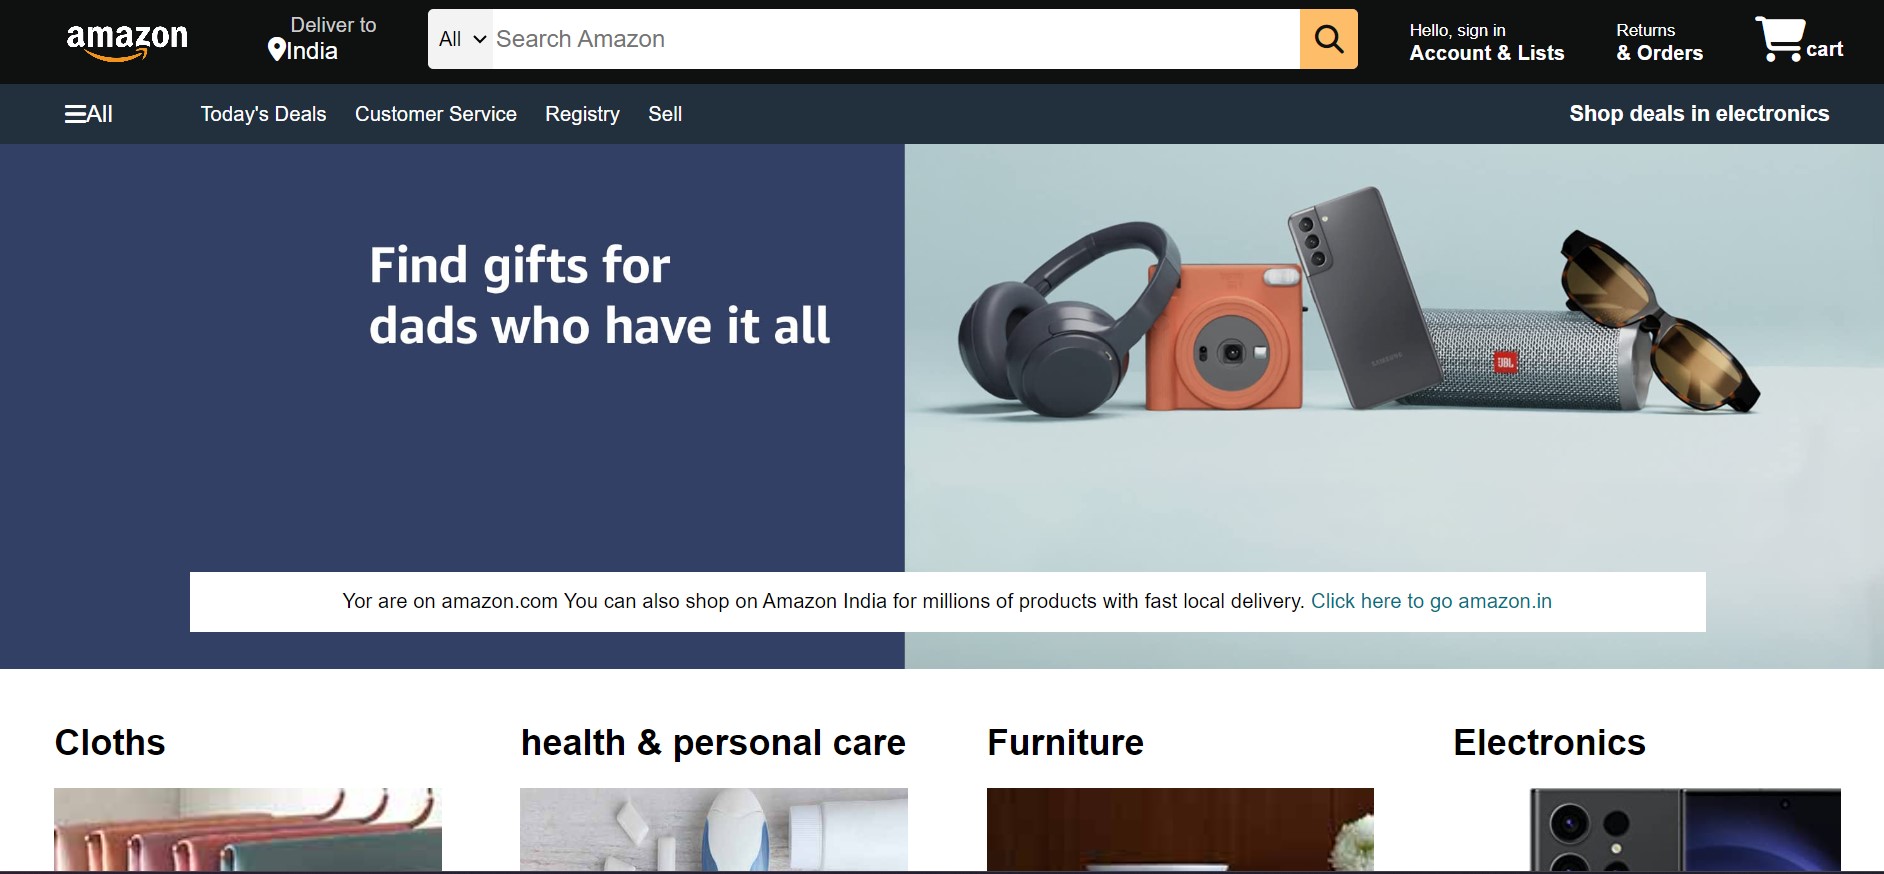 amazon
Deliver to
India
All
Search Amazon
Hello, sign in
Account & Lists
Returns
& Orders
cart
All
Today's Deals
Customer Service
Registry
Sell
Shop deals in electronics
Find gifts for
dads who have it all
SAMSUNG
JBL
Yor are on amazon.com You can also shop on Amazon India for millions of products with fast local delivery. Click here to go amazon.in
Cloths
health & personal care
Furniture
Electronics